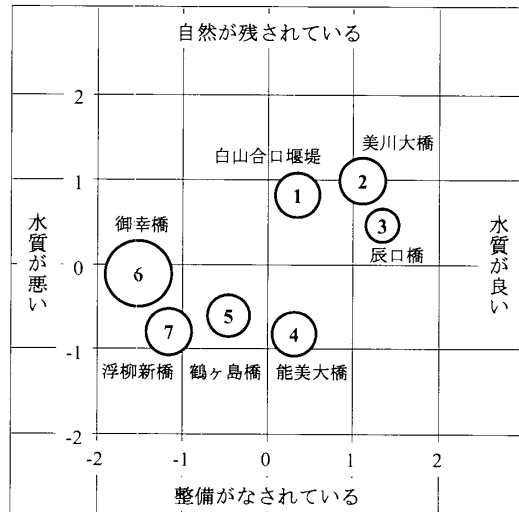 自然が残されている
2
美川大橋
白山合口堰堤
1
1
2
3
辰口橋
水質が悪い
水質が良い
御幸橋
0
6
5
7
4
-1
浮柳新橋
鶴ヶ島橋
能美大橋
-2
-2
-1
0
1
2
整備がなされている